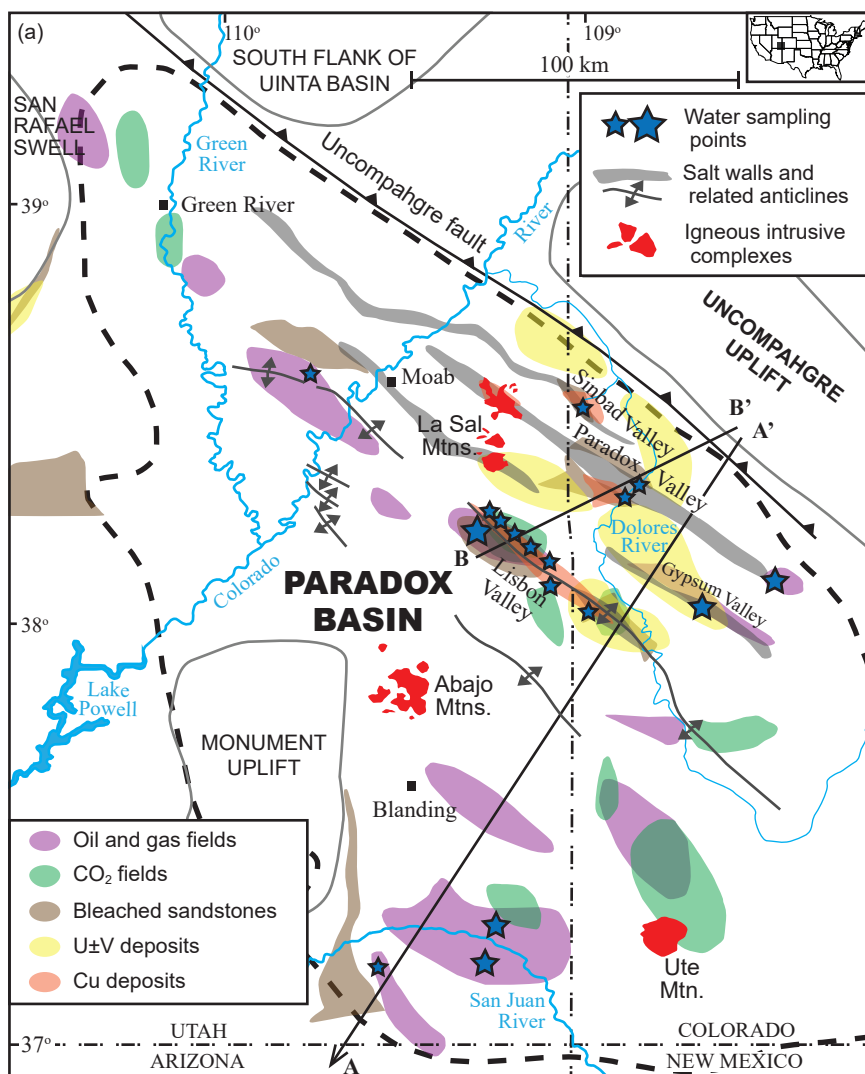 (a)
110°
109°
SOUTH FLANK OF
UINTA BASIN
100 km
SAN
RAFAEL
SWELL
Green
River
Uncompahgre fault
River
Water sampling
points
Salt walls and
related anticlines
Igneous intrusive
complexes
39°
Green River
UNCOMPAHGRE
UPLIFT
Moab
Sinbad Valley
B'
A'
La Sal
Mtns.
Paradox
Valley
Dolores
River
B
Lisbon
Valley
Gypsum Valley
Colorado
PARADOX
BASIN
38°
Lake
Powell
Abajo
Mtns.
MONUMENT
UPLIFT
Blanding
Oil and gas fields
CO₂ fields
Bleached sandstones
U±V deposits
Cu deposits
Ute
Mtn.
San Juan
River
37°
UTAH
COLORADO
ARIZONA
A
NEW MEXICO